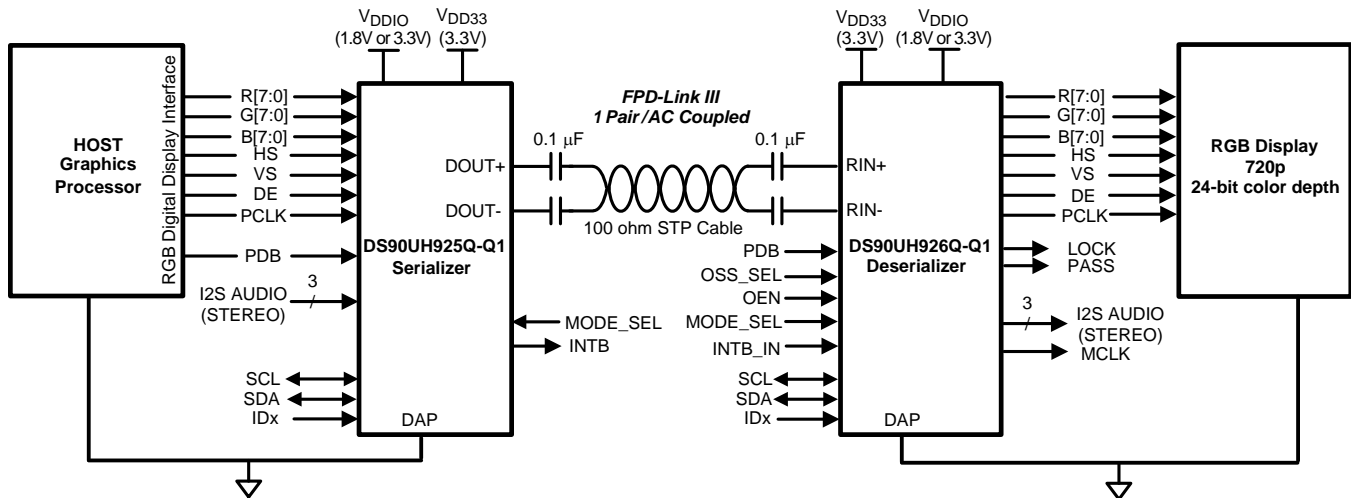 VDDIO
(1.8V or 3.3V)
VDD33
(3.3V)
VDD33
(3.3V)
VDDIO
(1.8V or 3.3V)
HOST
Graphics
Processor
RGB Digital Display Interface
R[7:0]
G[7:0]
B[7:0]
HS
VS
DE
PCLK
PDB
I2S AUDIO
(STEREO)
3
SCL
SDA
IDx
DOUT+
DOUT-
DS90UH925Q-Q1
Serializer
DAP
MODE_SEL
INTB
FPD-Link III
1 Pair /AC Coupled
0.1 μF
0.1 μF
100 ohm STP Cable
PDB
OSS_SEL
OEN
MODE_SEL
INTB_IN
SCL
SDA
IDx
RIN+
RIN-
DS90UH926Q-Q1
Deserializer
DAP
R[7:0]
G[7:0]
B[7:0]
HS
VS
DE
PCLK
LOCK
PASS
3
I2S AUDIO
(STEREO)
MCLK
RGB Display
720p
24-bit color depth